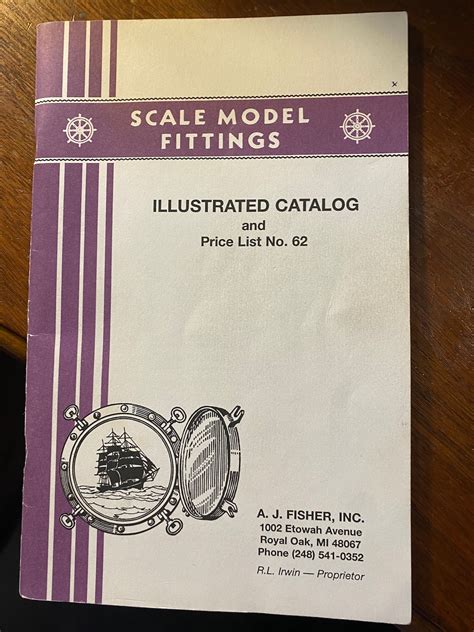 SCALE MODEL
FITTINGS
ILLUSTRATED CATALOG
and
Price List No. 62
A. J. FISHER, INC.
1002 Etowah Avenue
Royal Oak, MI 48067
Phone (248) 541-0352
R.L. Irwin — Proprietor